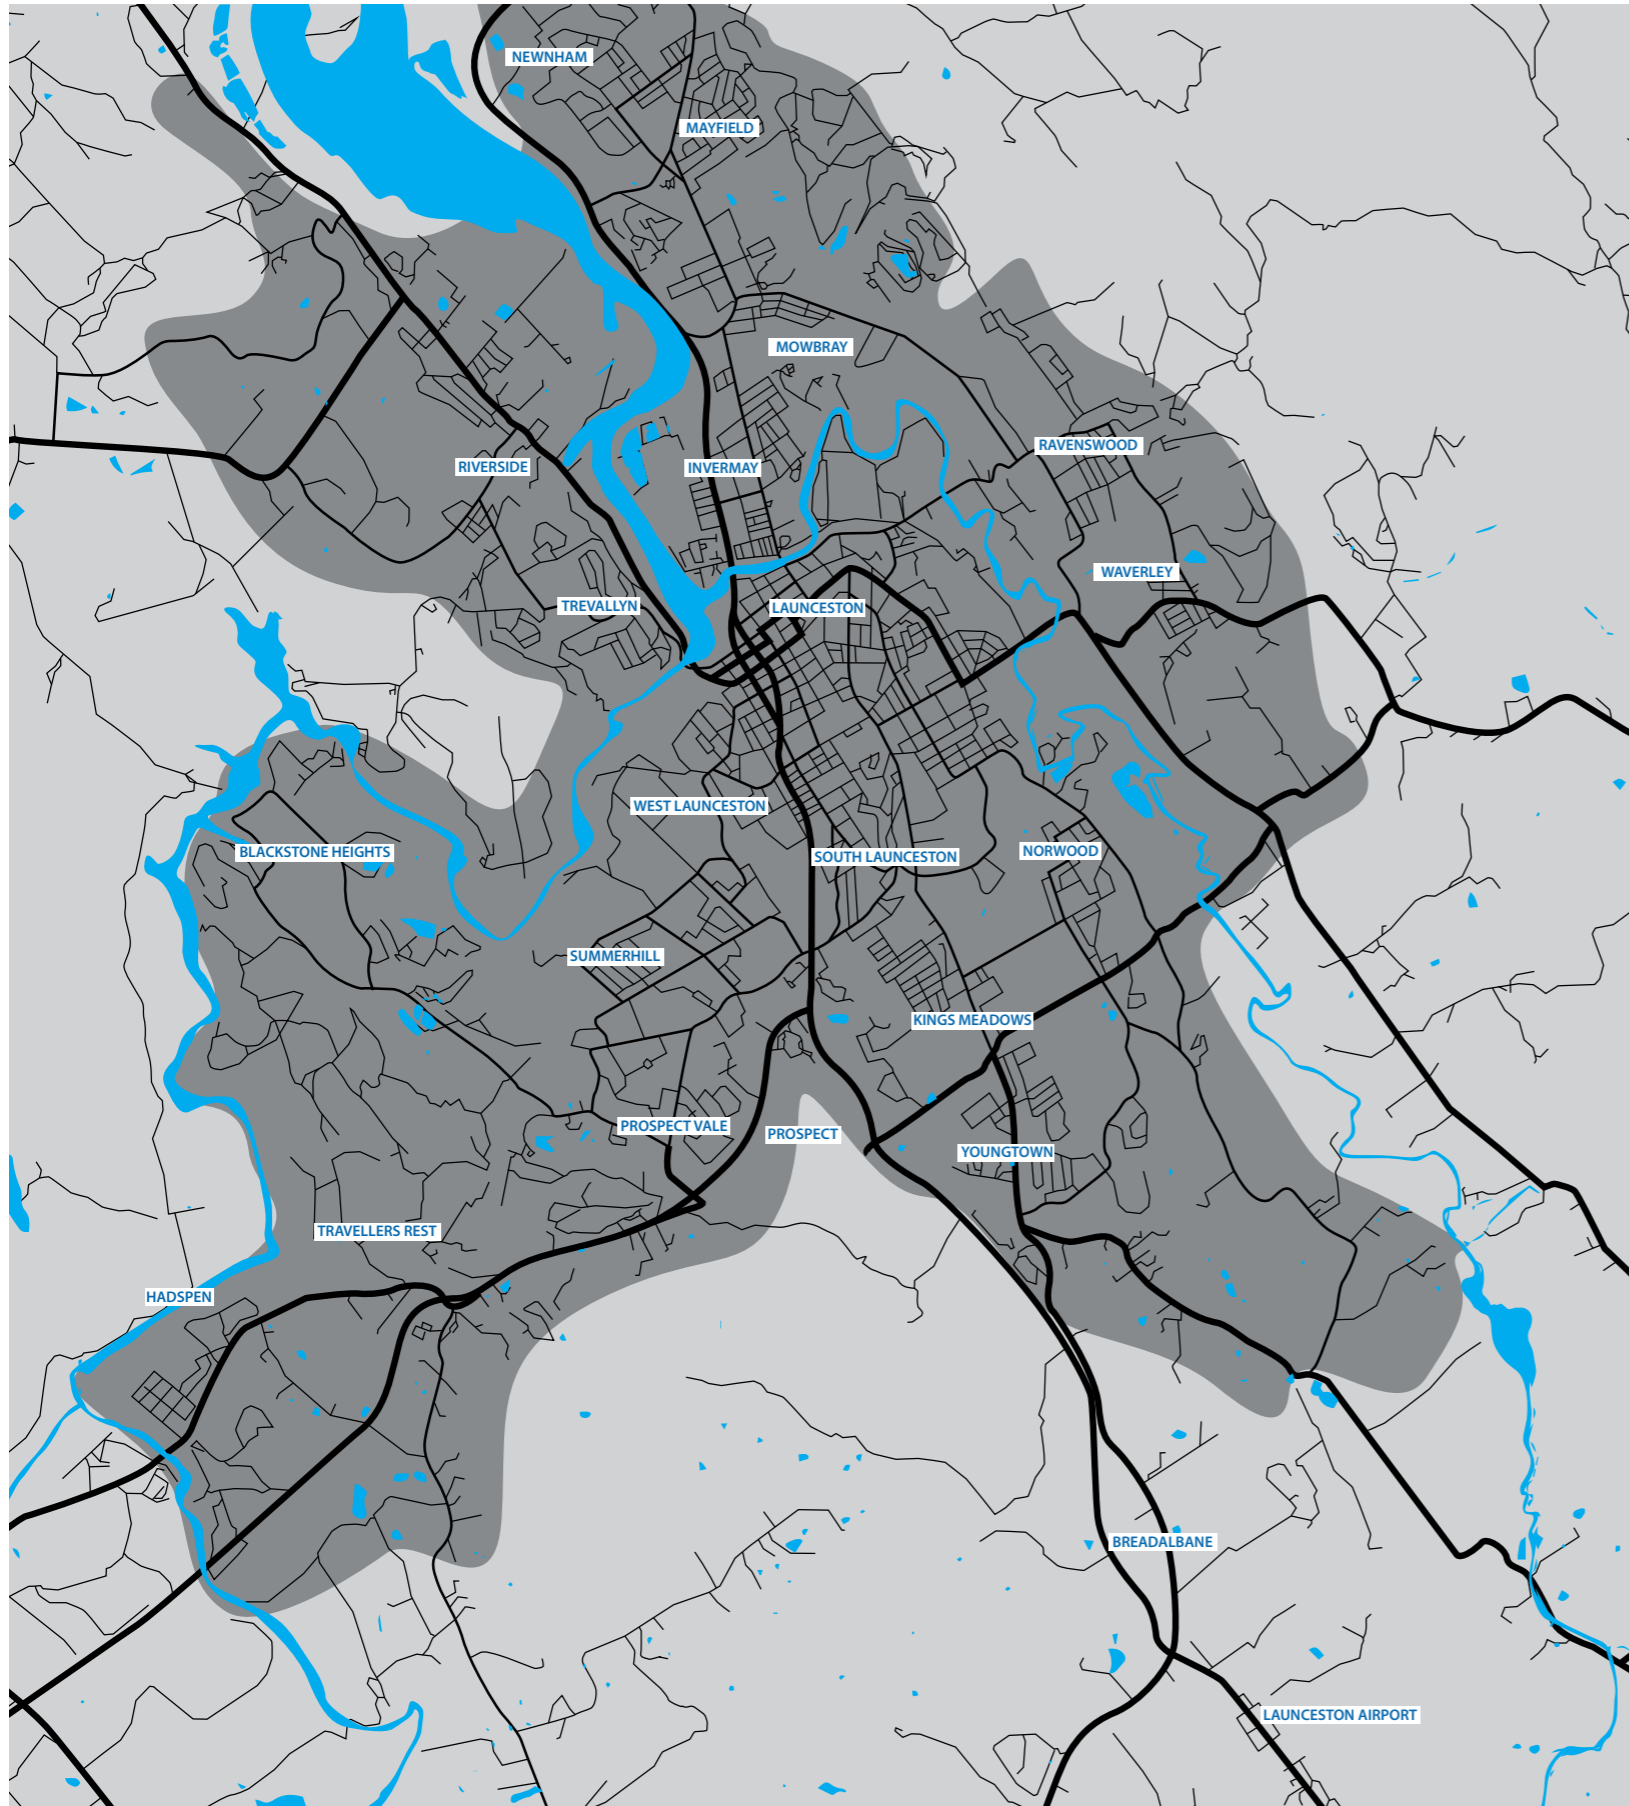 NEWNHAM
MAYFIELD
MOWBRAY
RAVENSWOOD
RIVERSIDE
INVERMAY
WAVERLEY
TREVALLYN
LAUNCESTON
WEST LAUNCESTON
BLACKSTONE HEIGHTS
SOUTH LAUNCESTON
NORWOOD
SUMMERHILL
KINGS MEADOWS
PROSPECT VALE
PROSPECT
YOUNGTOWN
TRAVELLERS REST
HADSPEN
BREADALBANE
LAUNCESTON AIRPORT